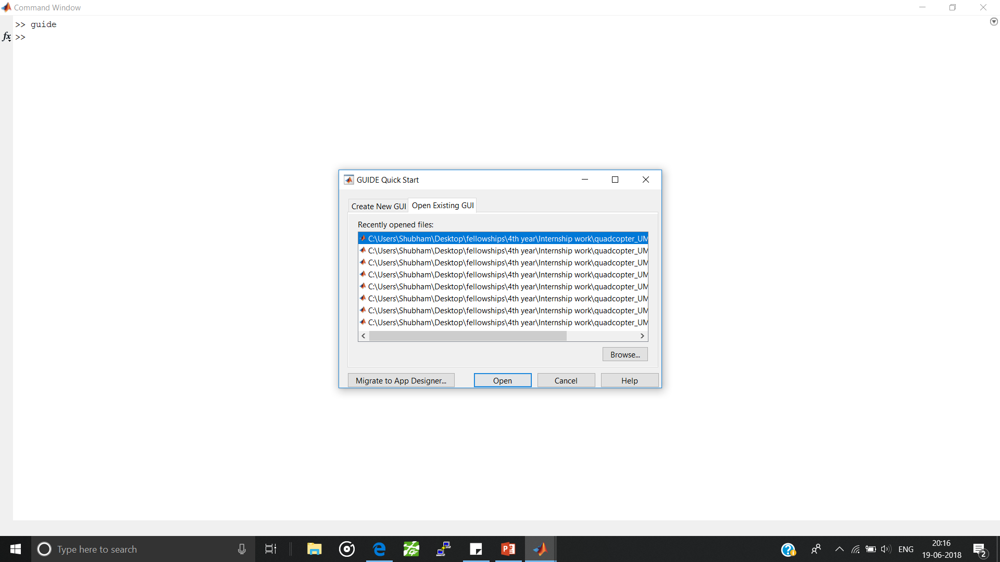 Command Window
>> guide
fx >>
GUIDE Quick Start
Create New GUI Open Existing GUI
Recently opened files:
C:\Users\Shubham\Desktop\fellowships\4th year\Internship work\quadcopter_UM
C:\Users\Shubham\Desktop\fellowships\4th year\Internship work\quadcopter_UM
C:\Users\Shubham\Desktop\fellowships\4th year\Internship work\quadcopter_UM
C:\Users\Shubham\Desktop\fellowships\4th year\Internship work\quadcopter_UM
C:\Users\Shubham\Desktop\fellowships\4th year\Internship work\quadcopter_UM
C:\Users\Shubham\Desktop\fellowships\4th year\Internship work\quadcopter_UM
C:\Users\Shubham\Desktop\fellowships\4th year\Internship work\quadcopter_UM
C:\Users\Shubham\Desktop\fellowships\4th year\Internship work\quadcopter_UM
Browse...
Migrate to App Designer... Open Cancel Help
Type here to search
ENG
20:16
19-06-2018
2